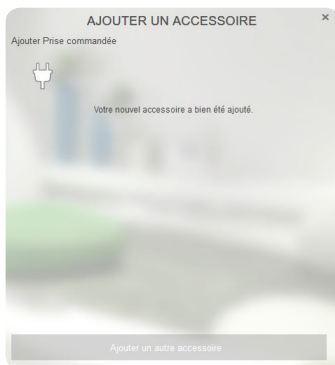 AJOUTER UN ACCESSOIRE ×
Ajouter Prise commandée
Votre nouvel accessoire a bien été ajouté.
Ajouter un autre accessoire